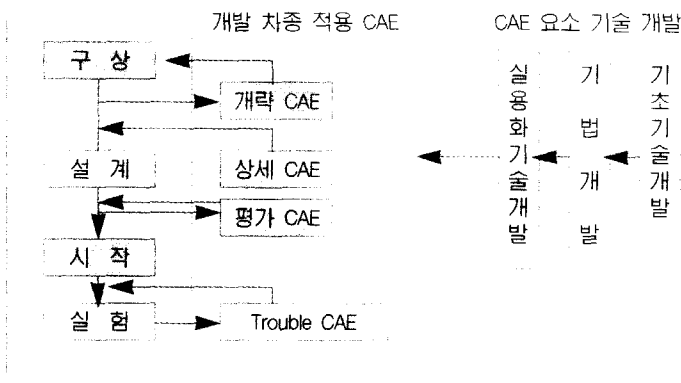 개발 차종 적용 CAE
CAE 요소 기술 개발
구 상
개략 CAE
설 계
상세 CAE
평가 CAE
시 작
실 험
Trouble CAE
실용화기술개발
기법개발
기초기술개발